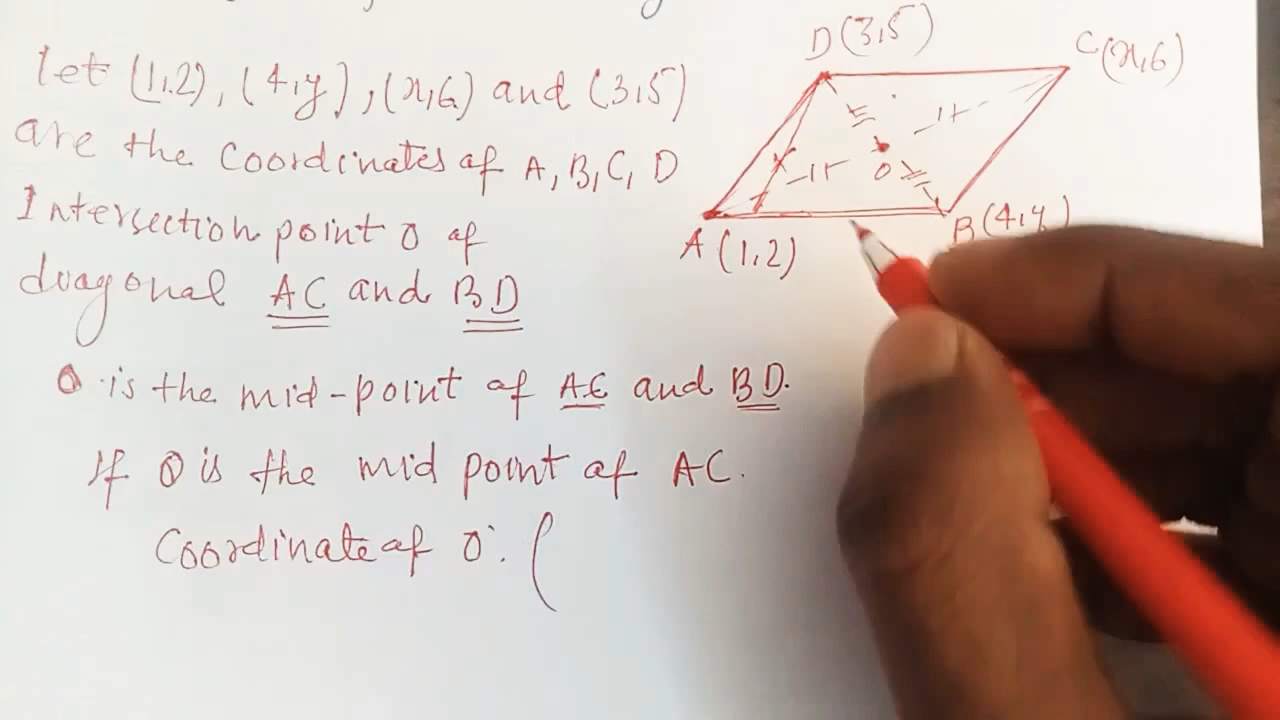 let (1,2), (4,y), (x,6) and (3,5)
are the Coordinates of A, B, C, D
Intersection point O of
diagonal AC and BD
O is the mid-point of AC and BD.
If O is the mid point of AC.
Coordinate of O: (
D(3,5)
C(x,6)
O
A(1,2)
B(4,y)